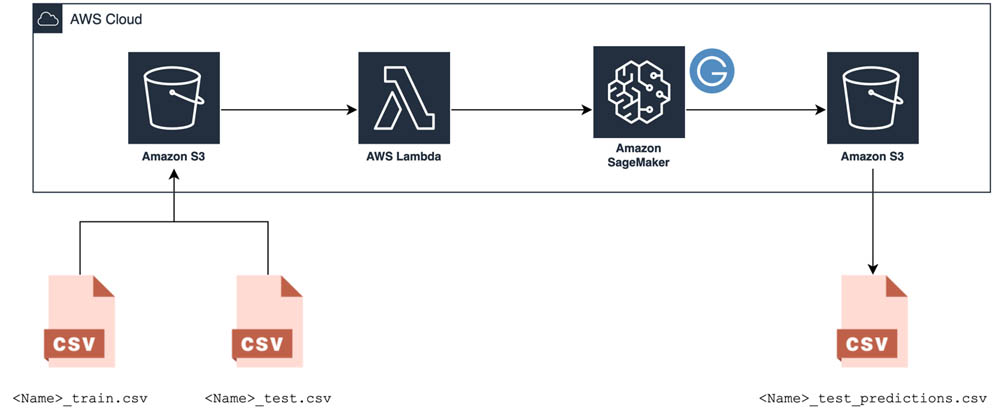 AWS Cloud
G
Amazon S3
AWS Lambda
Amazon
SageMaker
Amazon S3
CSV
CSV
CSV
<Name>_train.csv
<Name>_test.csv
<Name>_test_predictions.csv